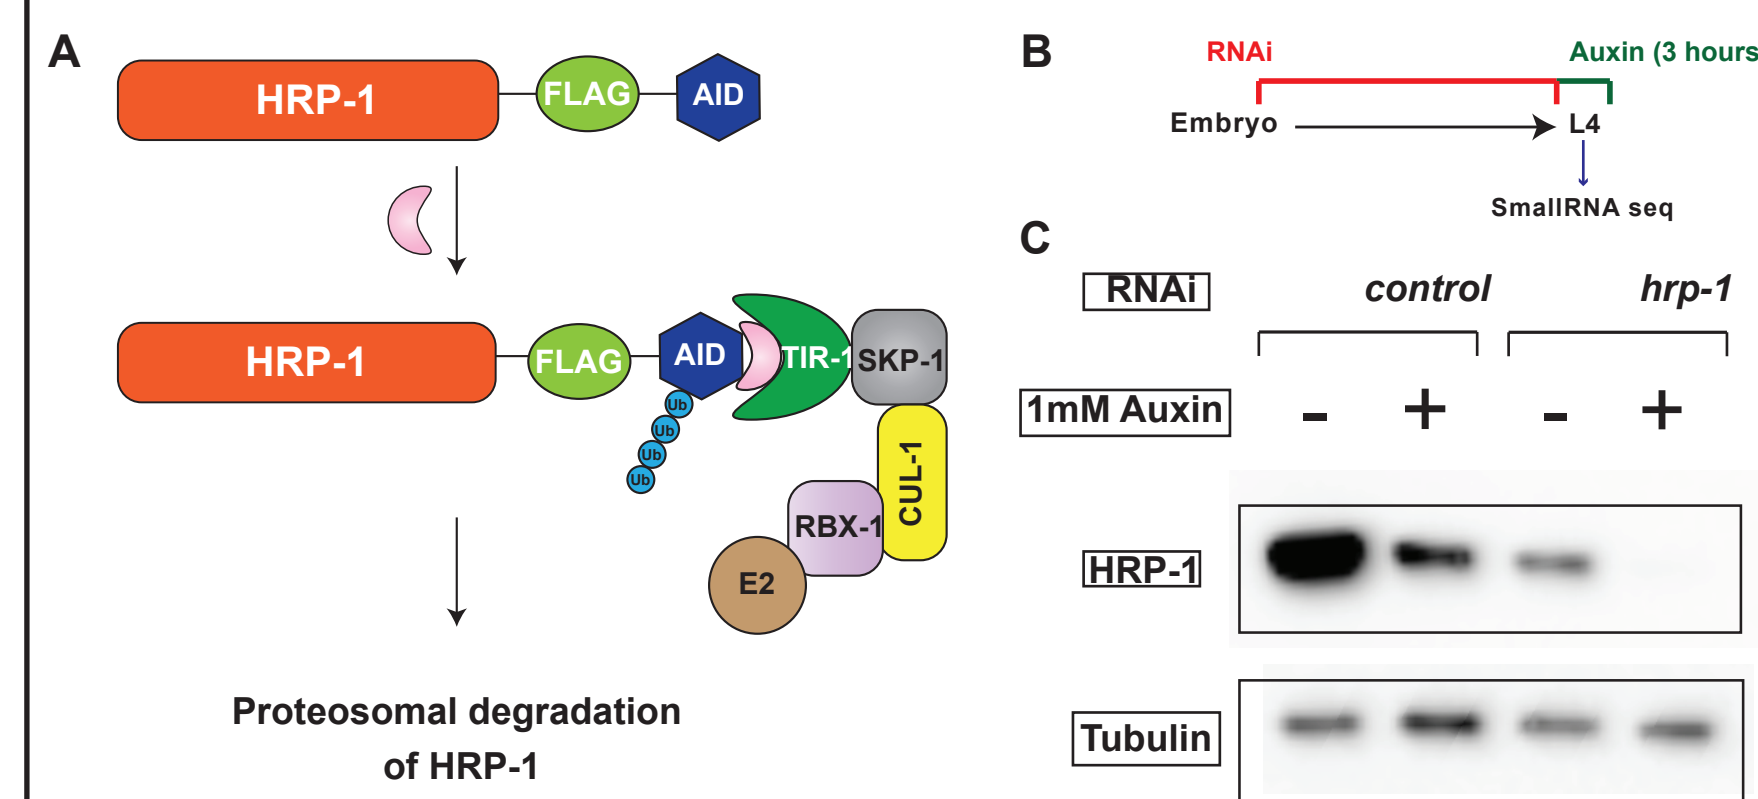 A
HRP-1
FLAG
AID
HRP-1
FLAG
AID
TIR-1
SKP-1
Ub
Ub
Ub
Ub
CUL-1
RBX-1
E2
Proteosomal degradation
of HRP-1
B
RNAi
Auxin (3 hours
Embryo
L4
SmallRNA seq
C
RNAi
control
hrp-1
1mM Auxin
- + - +
HRP-1
Tubulin